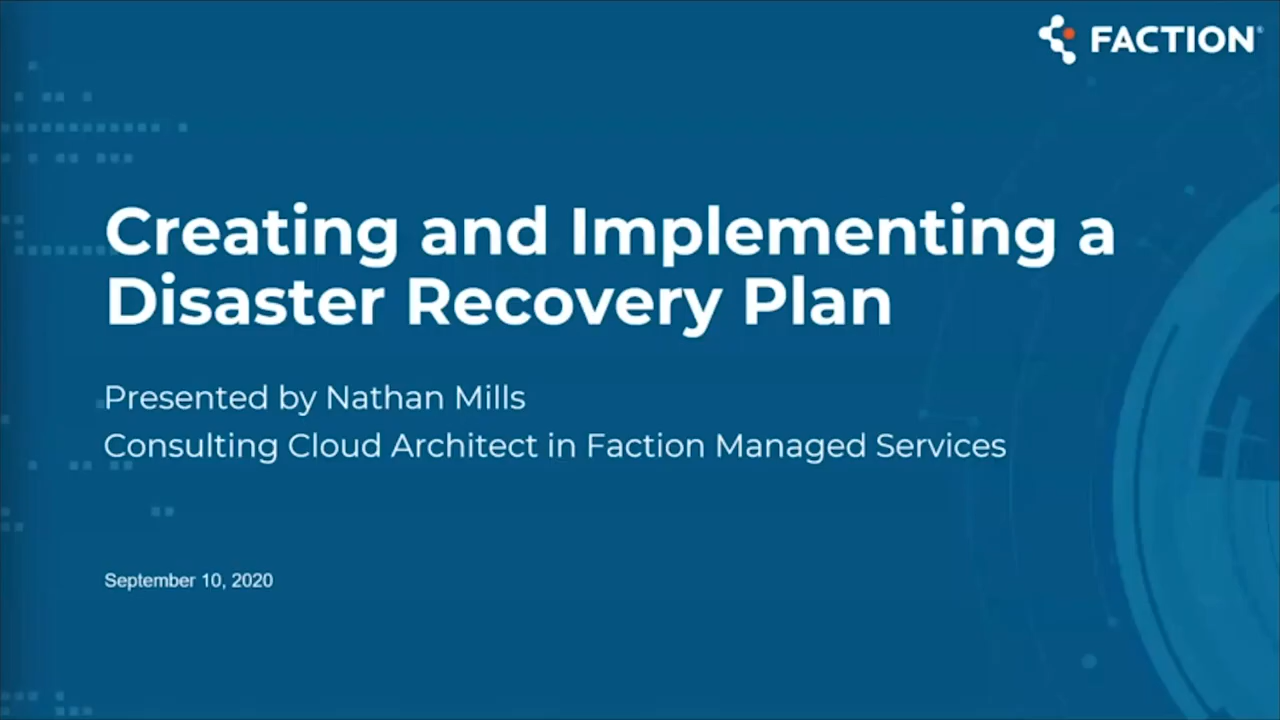 FACTION®
Creating and Implementing a
Disaster Recovery Plan
Presented by Nathan Mills
Consulting Cloud Architect in Faction Managed Services
September 10, 2020